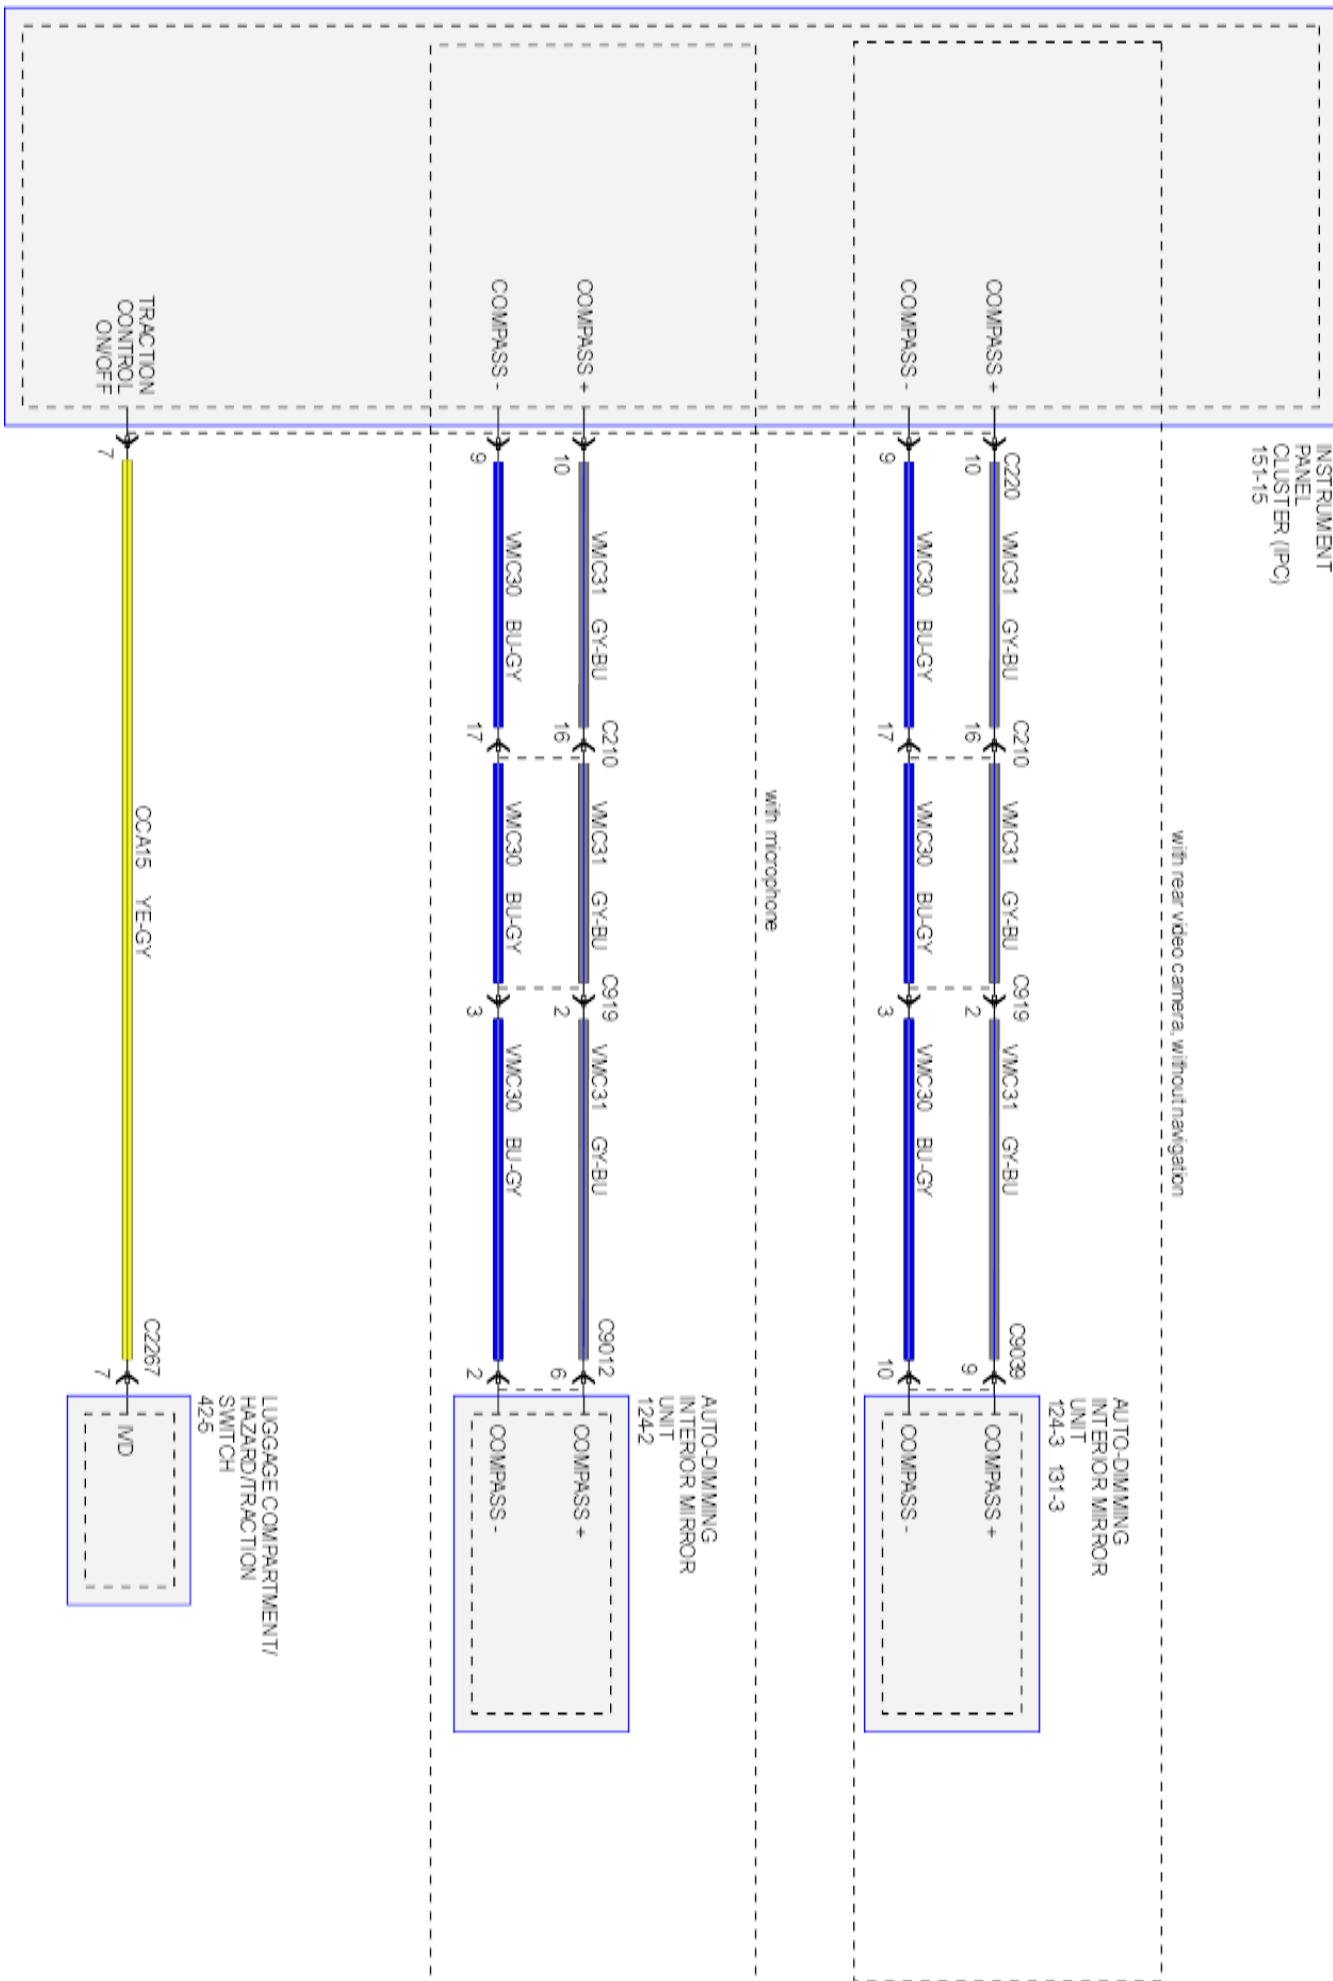 INSTRUMENT
PANEL
CLUSTER (IPC)
151-15
with rear video camera, without navigation
COMPASS +
10
C220
VMC31 GY-BU
16
C210
VMC31 GY-BU
2
C919
VMC31 GY-BU
9
C9039
COMPASS +
AUTO-DIMMING
INTERIOR MIRROR
UNIT
124-3 131-3
COMPASS -
9
VMC30 BU-GY
17
VMC30 BU-GY
3
VMC30 BU-GY
10
COMPASS -
with microphone
COMPASS +
10
VMC31 GY-BU
16
C210
VMC31 GY-BU
2
C919
VMC31 GY-BU
6
C9012
COMPASS +
AUTO-DIMMING
INTERIOR MIRROR
UNIT
124-2
COMPASS -
9
VMC30 BU-GY
17
VMC30 BU-GY
3
VMC30 BU-GY
2
COMPASS -
TRACTION
CONTROL
ON/OFF
7
CCA15 YE-GY
7
C2267
IVD
LUGGAGE COMPARTMENT/
HAZARD/TRACTION
SWITCH
42-5